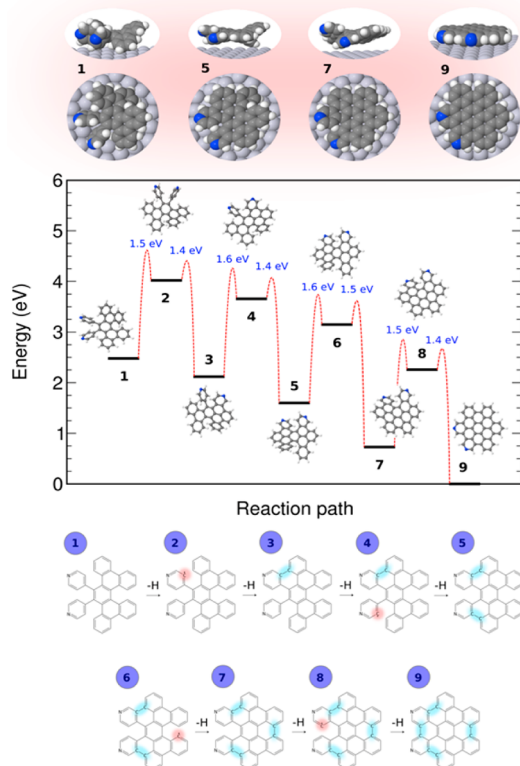 1 5 7 9
6
5
4
3
2
1
0
Energy (eV)
1.5 eV 1.4 eV
1.6 eV 1.4 eV
1.6 eV 1.5 eV
1.5 eV 1.4 eV
1 2 3 4 5 6 7 8 9
Reaction path
1 2 3 4 5
-H -H -H -H
6 7 8 9
-H -H -H